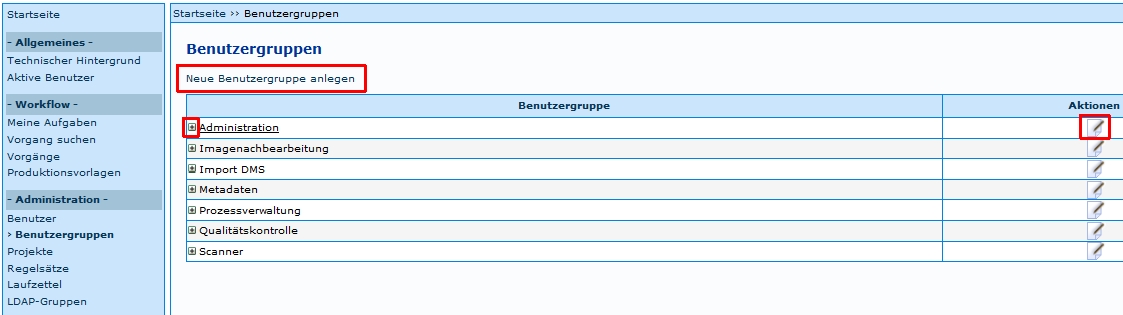 Startseite
- Allgemeines -
Technischer Hintergrund
Aktive Benutzer
- Workflow -
Meine Aufgaben
Vorgang suchen
Vorgänge
Produktionsvorlagen
- Administration -
Benutzer
› Benutzergruppen
Projekte
Regelsätze
Laufzettel
LDAP-Gruppen
Startseite ›› Benutzergruppen
Benutzergruppen
Neue Benutzergruppe anlegen
Benutzergruppe Aktionen
Administration
Imagenachbearbeitung
Import DMS
Metadaten
Prozessverwaltung
Qualitätskontrolle
Scanner